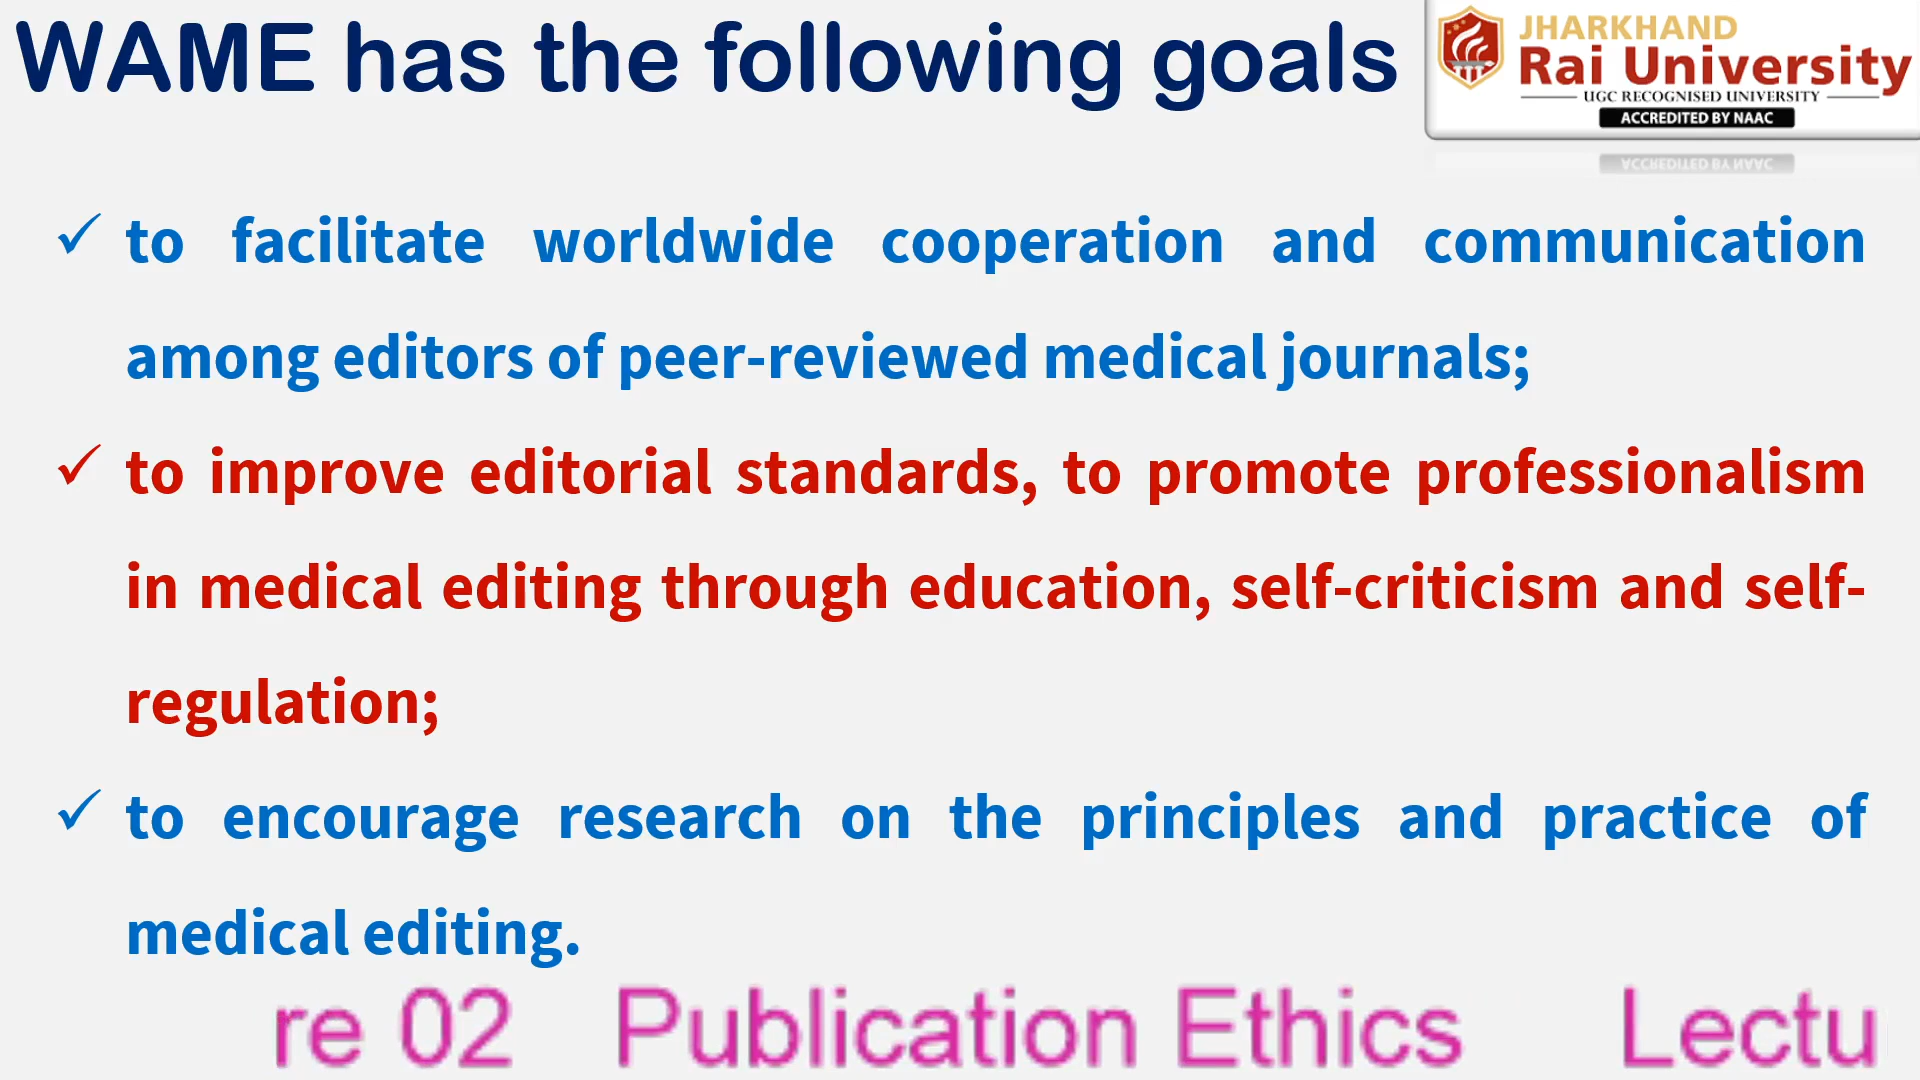 WAME has the following goals
JHARKHAND
Rai University
UGC RECOGNISED UNIVERSITY
ACCREDITED BY NAAC
✓ to facilitate worldwide cooperation and communication
among editors of peer-reviewed medical journals;
✓ to improve editorial standards, to promote professionalism
in medical editing through education, self-criticism and self-
regulation;
✓ to encourage research on the principles and practice of
medical editing.
re 02 Publication Ethics Lectu